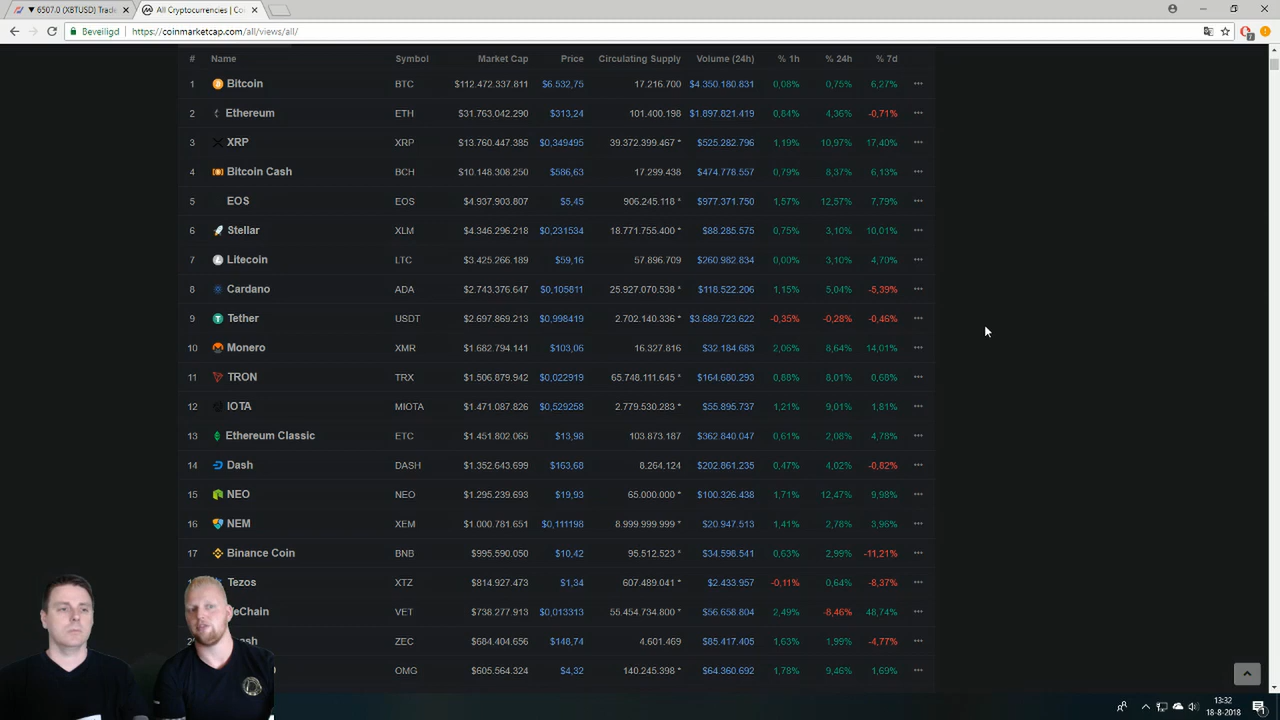 6507.0 (XBTUSD) Trade
All Cryptocurrencies | Co
Beveiligd
https://coinmarketcap.com/all/views/all/
# Name Symbol Market Cap Price Circulating Supply Volume (24h) % 1h % 24h % 7d
1 Bitcoin BTC $112.472.337.811 $6.532,75 17.216.700 $4.350.180.831 0,08% 0,75% 6,27%
2 Ethereum ETH $31.763.042.290 $313,24 101.400.198 $1.897.821.419 0,84% 4,36% -0,71%
3 XRP XRP $13.760.447.385 $0,349495 39.372.399.467 * $525.282.796 1,19% 10,97% 17,40%
4 Bitcoin Cash BCH $10.148.308.250 $586,63 17.299.438 $474.778.557 0,79% 8,37% 6,13%
5 EOS EOS $4.937.903.807 $5,45 906.245.118 * $977.371.750 1,57% 12,57% 7,79%
6 Stellar XLM $4.346.296.218 $0,231534 18.771.755.400 * $88.285.575 0,75% 3,10% 10,01%
7 Litecoin LTC $3.425.266.189 $59,16 57.896.709 $260.982.834 0,00% 3,10% 4,70%
8 Cardano ADA $2.743.376.647 $0,105811 25.927.070.538 * $118.522.206 1,15% 5,04% -5,39%
9 Tether USDT $2.697.869.213 $0,998419 2.702.140.336 * $3.689.723.622 -0,35% -0,28% -0,46%
10 Monero XMR $1.682.794.141 $103,06 16.327.816 $32.184.683 2,06% 8,64% 14,01%
11 TRON TRX $1.506.879.942 $0,022919 65.748.111.645 * $164.680.293 0,88% 8,01% 0,68%
12 IOTA MIOTA $1.471.087.826 $0,529258 2.779.530.283 * $55.895.737 1,21% 9,01% 1,81%
13 Ethereum Classic ETC $1.451.802.065 $13,98 103.873.187 $362.840.047 0,61% 2,08% 4,78%
14 Dash DASH $1.352.643.699 $163,68 8.264.124 $202.861.235 0,47% 4,02% -0,82%
15 NEO NEO $1.295.239.693 $19,93 65.000.000 * $100.326.438 1,71% 12,47% 9,98%
16 NEM XEM $1.000.781.651 $0,111198 8.999.999.999 * $20.947.513 1,41% 2,78% 3,96%
17 Binance Coin BNB $995.590.050 $10,42 95.512.523 * $34.598.541 0,63% 2,99% -11,21%
Tezos XTZ $814.927.473 $1,34 607.489.041 * $2.433.957 -0,11% 0,64% -8,37%
eChain VET $738.277.913 $0,013313 55.454.734.800 * $56.658.804 2,49% -8,46% 48,74%
sh ZEC $684.404.656 $148,74 4.601.469 $85.417.405 1,63% 1,99% -4,77%
OMG $605.564.324 $4,32 140.245.398 * $64.360.692 1,78% 9,46% 1,69%
13:32
18-8-2018